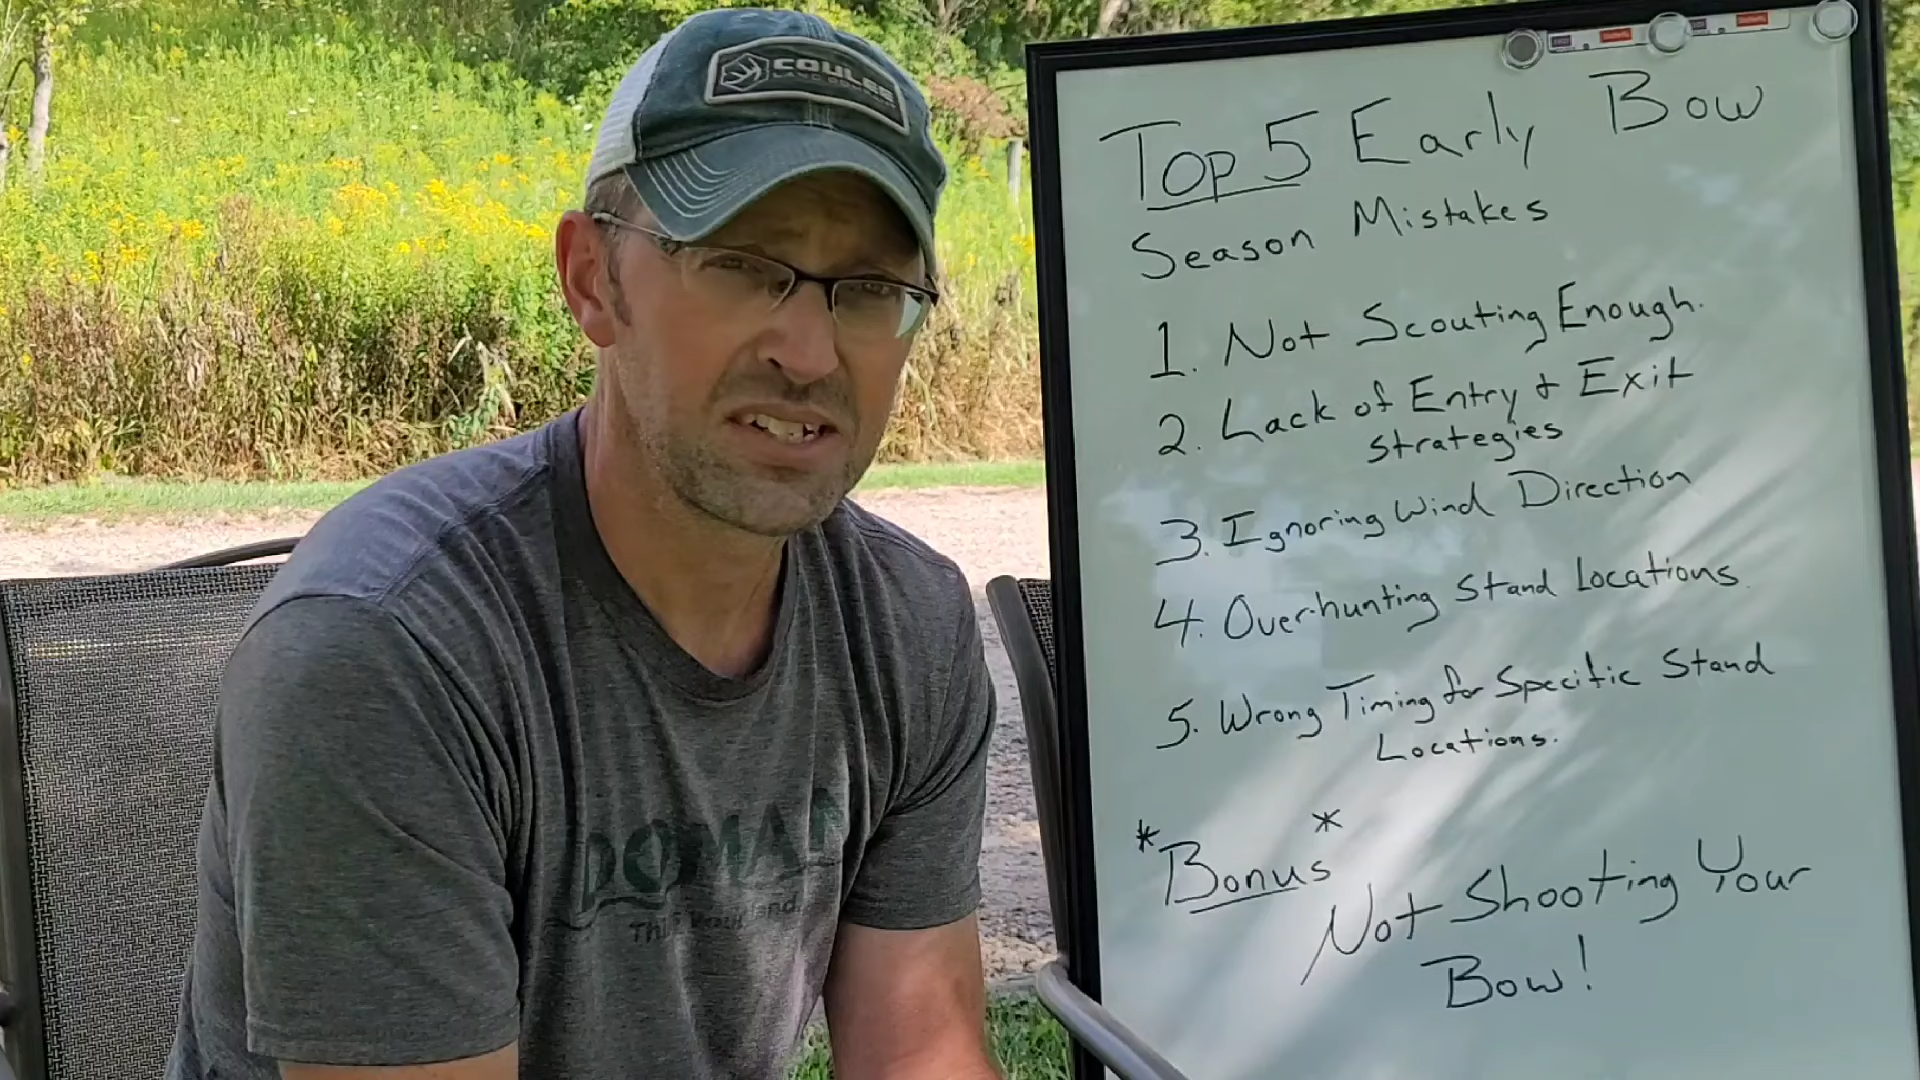 COULEE
Top 5 Early Bow
Season Mistakes
1. Not Scouting Enough.
2. Lack of Entry & Exit
Strategies
3. Ignoring Wind Direction
4. Over-hunting Stand Locations.
5. Wrong Timing for Specific Stand
Locations.
*Bonus*
Not Shooting Your
Bow!
DOMAN